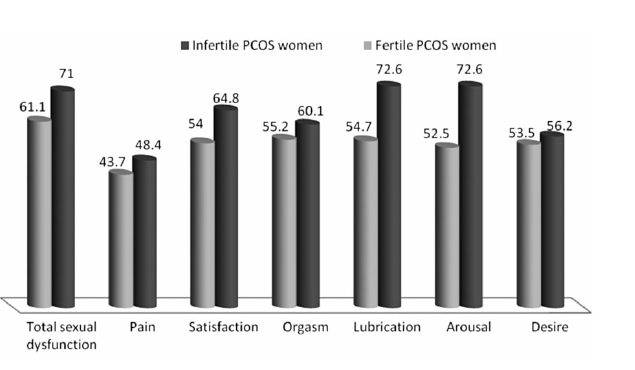 Infertile PCOS women Fertile PCOS women
71 72.6 72.6
61.1 64.8 60.1
54 55.2 54.7 52.5 53.5 56.2
43.7 48.4
Total sexual Pain Satisfaction Orgasm Lubrication Arousal Desire
dysfunction